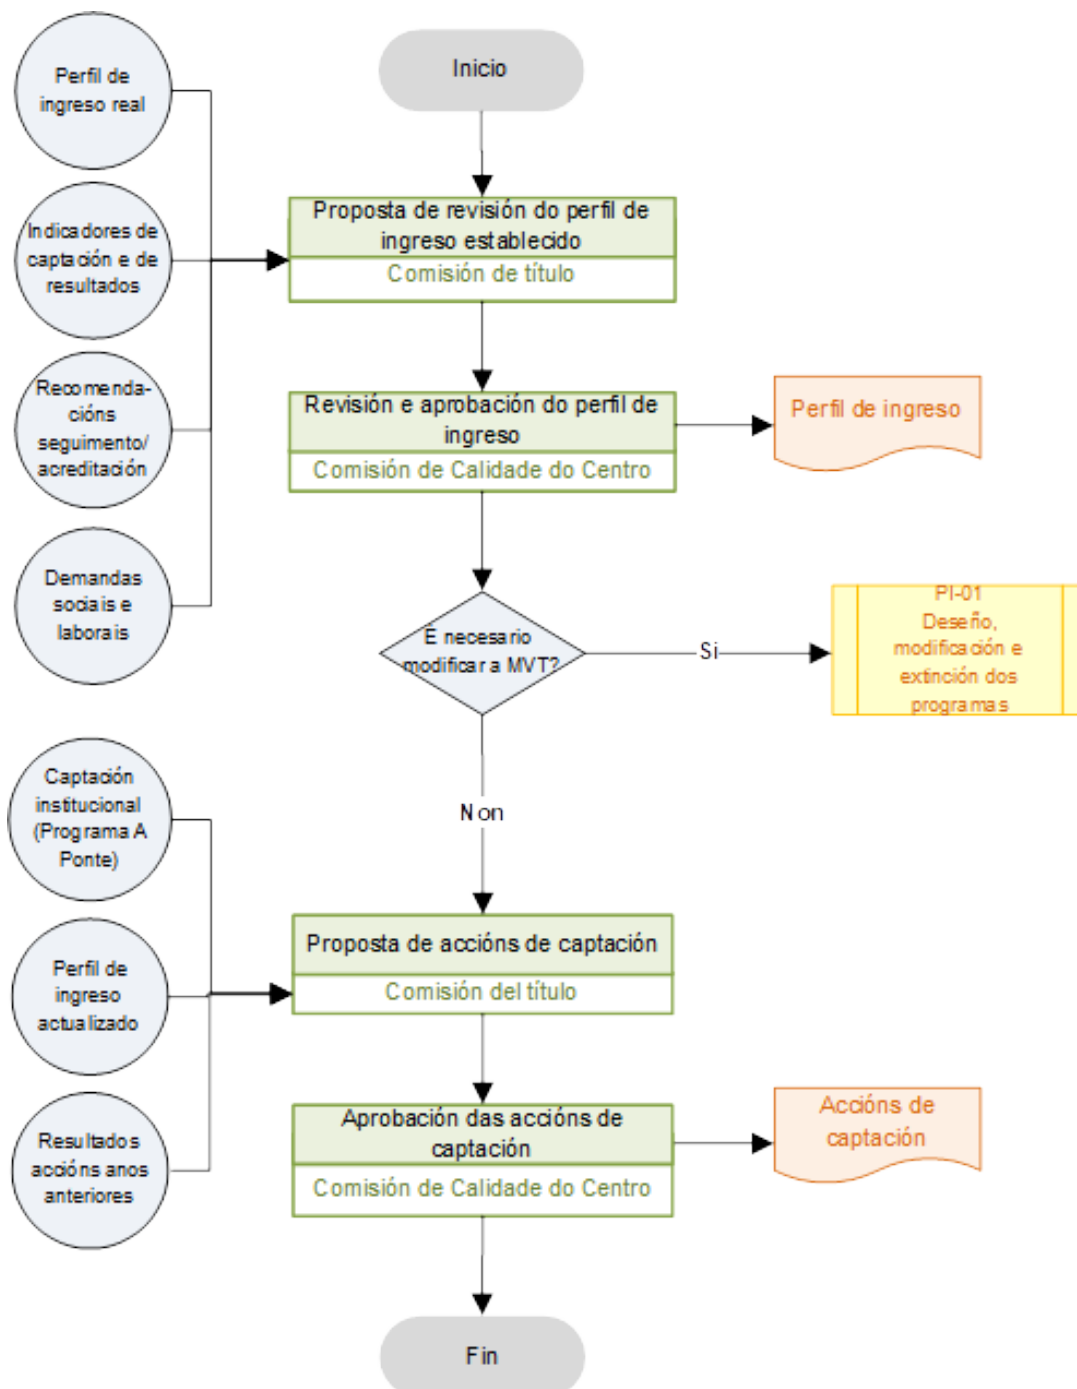 Inicio
Perfil de
ingreso real
Indicadores de
captación e de
resultados
Recomenda-
cións
seguimento/
acreditación
Demandas
sociais e
laborais
Proposta de revisión do perfil de
ingreso establecido
Comisión de título
Revisión e aprobación do perfil de
ingreso
Comisión de Calidade do Centro
Perfil de ingreso
E necesario
modificar a MVT?
Si
PI-01
Deseño,
modificación e
extinción dos
programas
Non
Captación
institucional
(Programa A
Ponte)
Perfil de
ingreso
actualizado
Resultados
accións anos
anteriores
Proposta de accións de captación
Comisión del título
Aprobación das accións de
captación
Comisión de Calidade do Centro
Accións de
captación
Fin